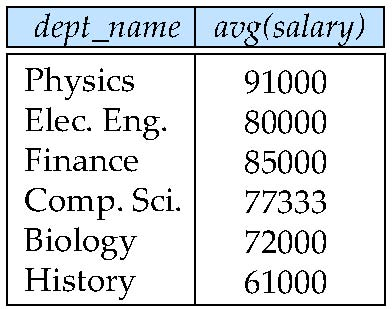 dept_name avg(salary)
Physics 91000
Elec. Eng. 80000
Finance 85000
Comp. Sci. 77333
Biology 72000
History 61000